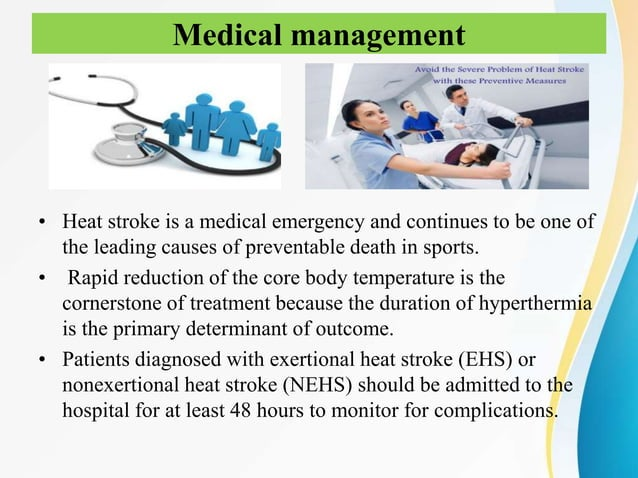 Medical management
Avoid the Severe Problem of Heat Stroke
with these Preventive Measures
• Heat stroke is a medical emergency and continues to be one of
the leading causes of preventable death in sports.
• Rapid reduction of the core body temperature is the
cornerstone of treatment because the duration of hyperthermia
is the primary determinant of outcome.
• Patients diagnosed with exertional heat stroke (EHS) or
nonexertional heat stroke (NEHS) should be admitted to the
hospital for at least 48 hours to monitor for complications.